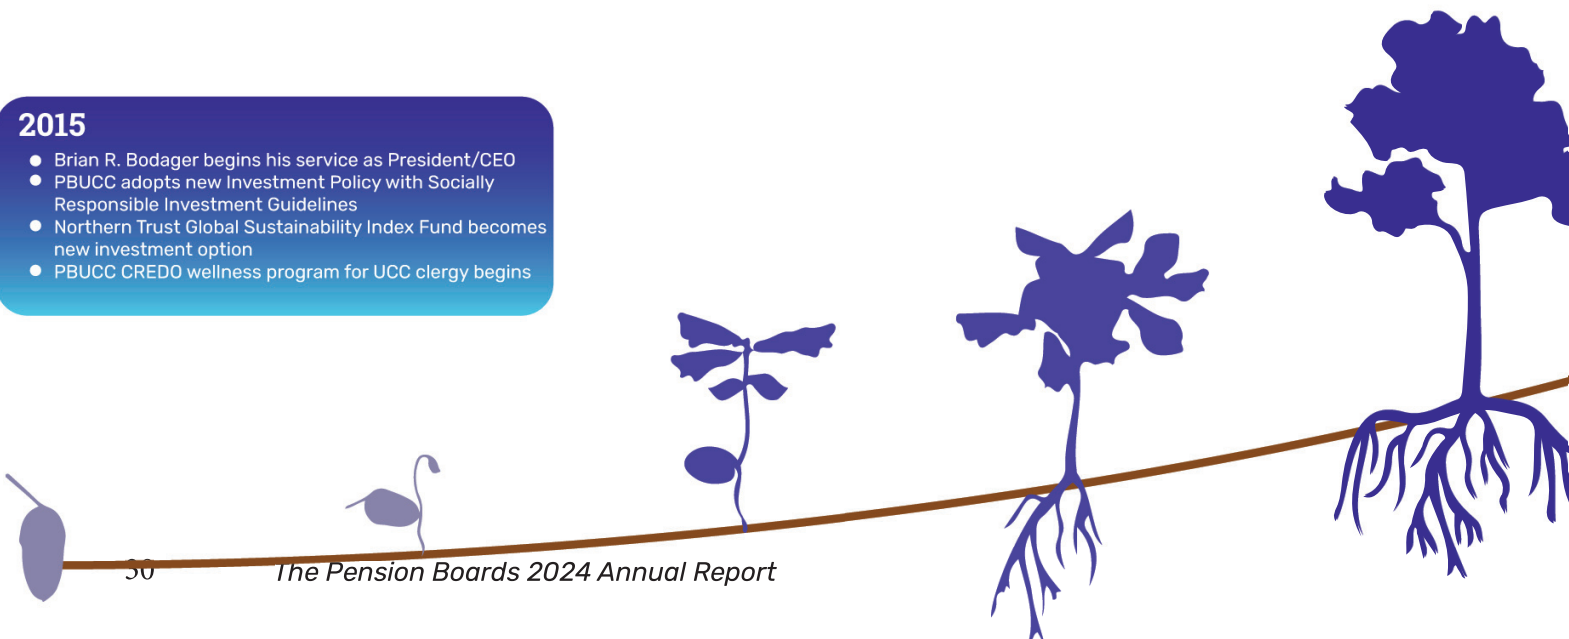 2015
● Brian R. Bodager begins his service as President/CEO
● PBUCC adopts new Investment Policy with Socially
Responsible Investment Guidelines
● Northern Trust Global Sustainability Index Fund becomes
new investment option
● PBUCC CREDO wellness program for UCC clergy begins
30 The Pension Boards 2024 Annual Report